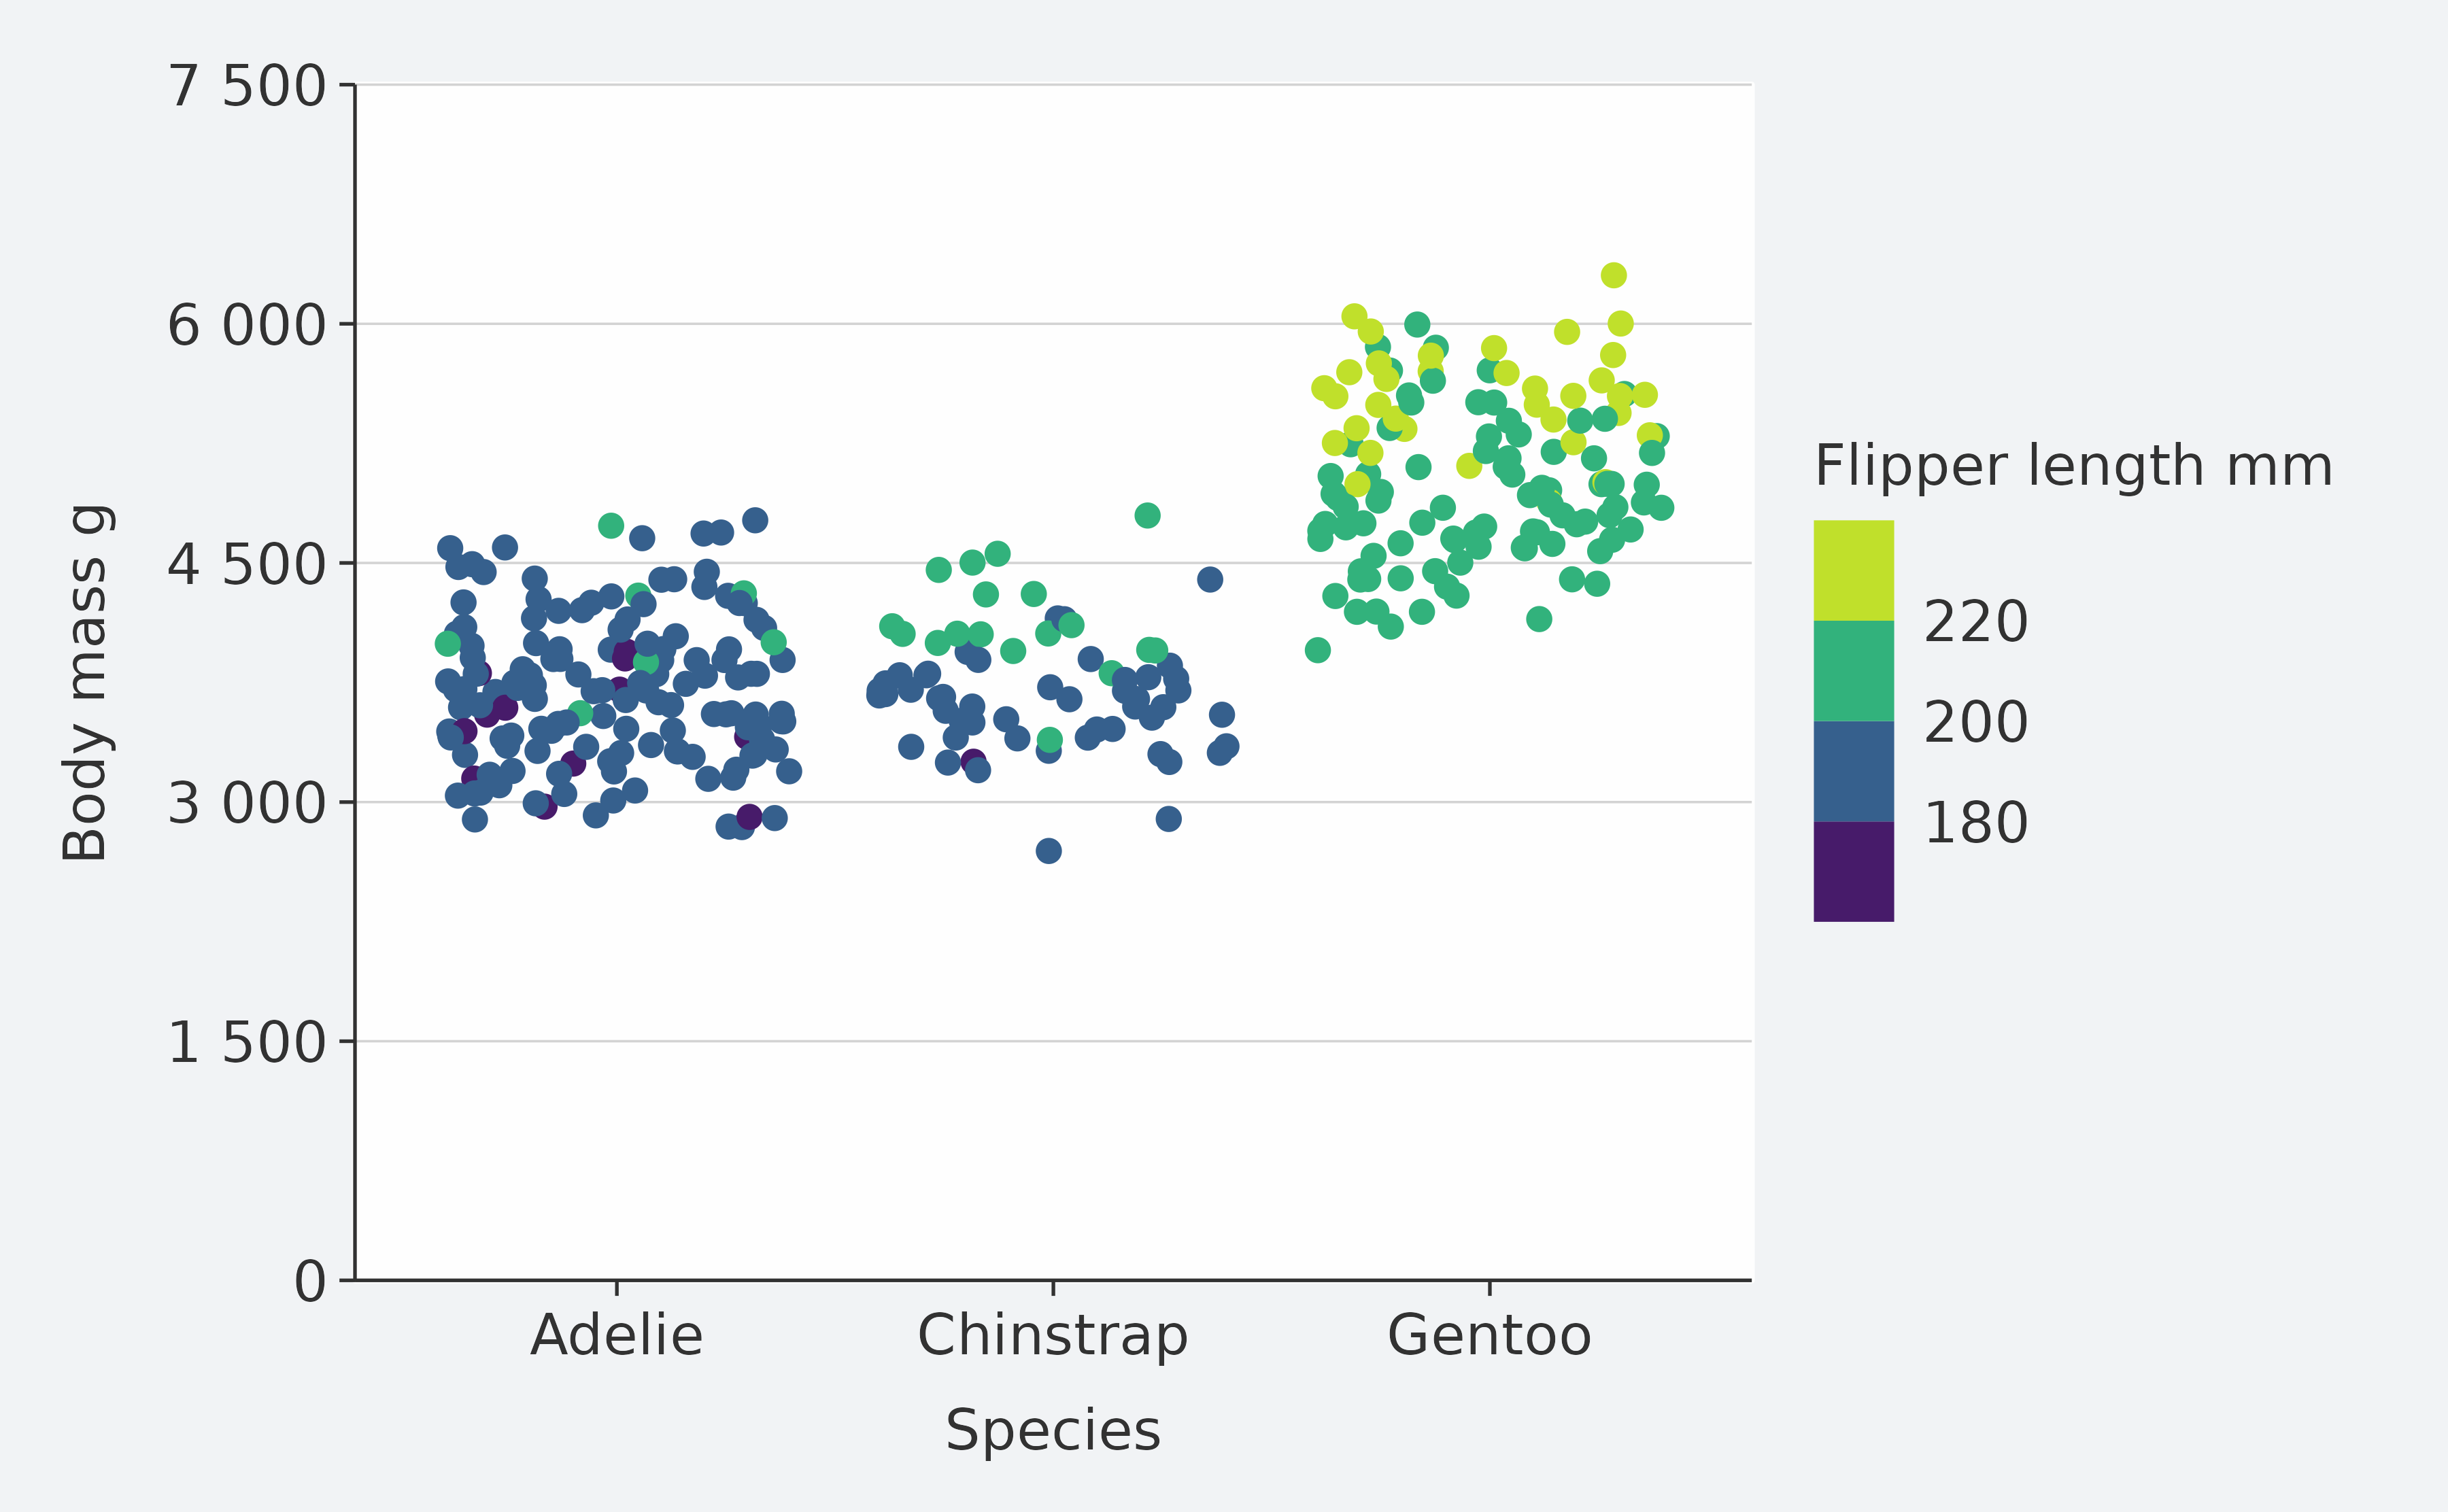 7 500
6 000
4 500
3 000
1 500
0
Body mass g
Adelie
Chinstrap
Gentoo
Species
Flipper length mm
220
200
180